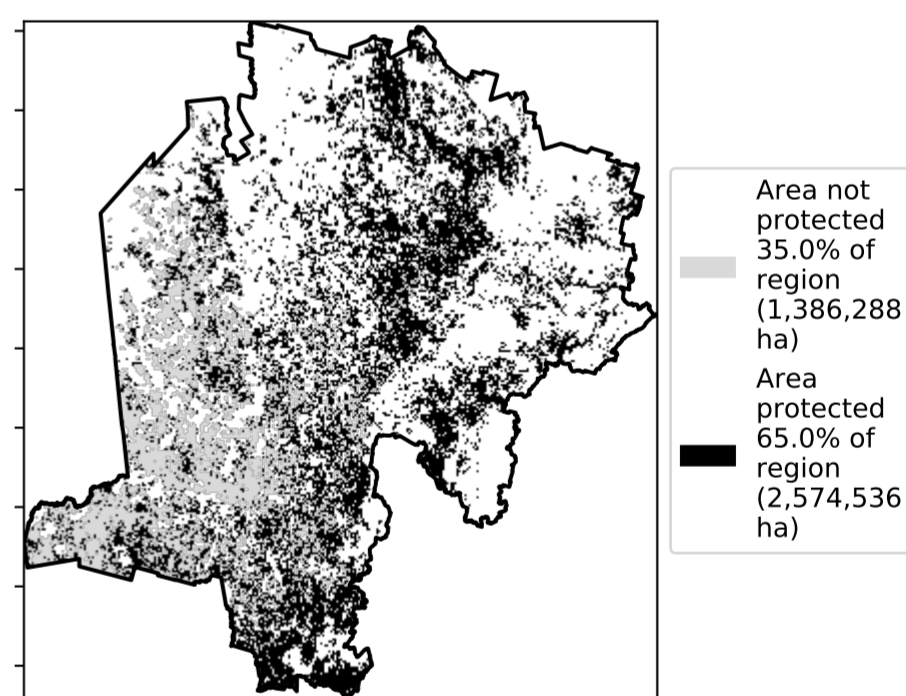 Area not
protected
35.0% of
region
(1,386,288
ha)
Area
protected
65.0% of
region
(2,574,536
ha)